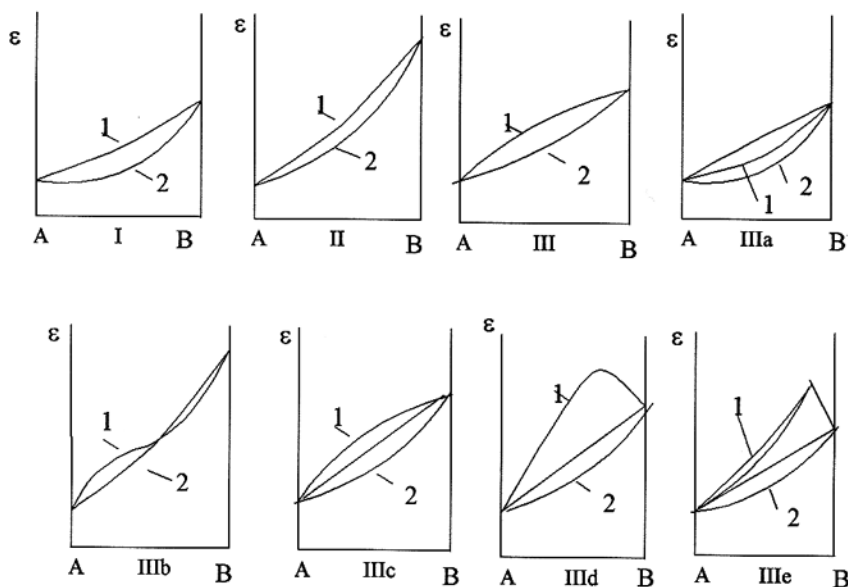 ε ε ε ε
1 2 1 2 1 2 1 2
A I B A II B A III B A IIIa B
ε ε ε ε
1 2 1 2 1 2 1 2
A IIIb B A IIIc B A IIId B A IIIe B